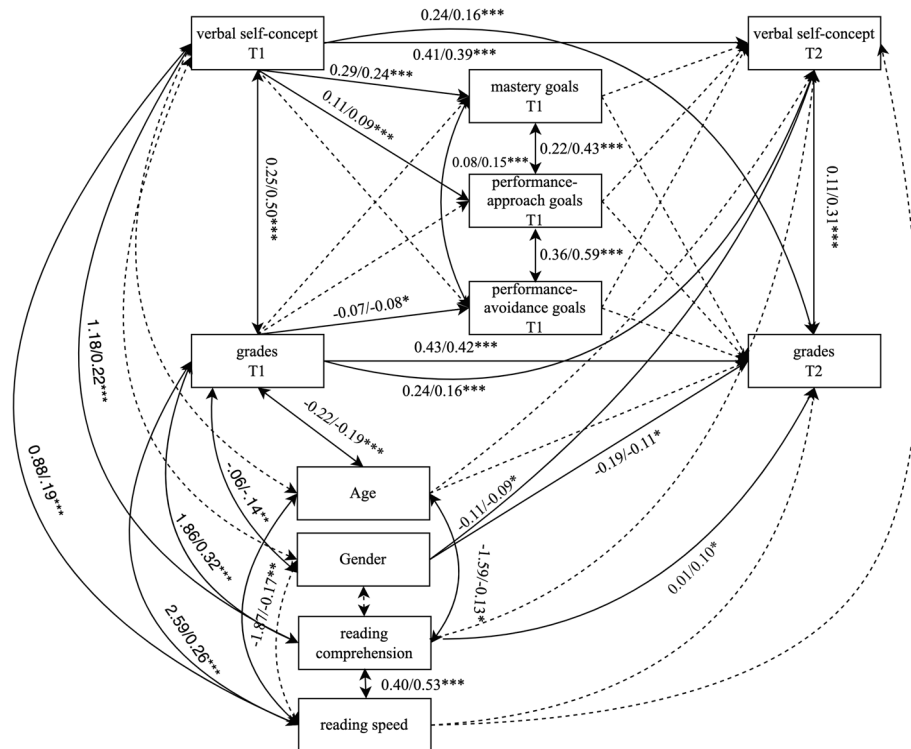 0.24/0.16***
verbal self-concept
T1
verbal self-concept
T2
0.41/0.39***
0.29/0.24***
mastery goals
T1
0.11/0.09***
0.22/0.43***
0.08/0.15***
performance-
approach goals
T1
0.25/0.50***
0.11/0.31***
0.36/0.59***
performance-
avoidance goals
T1
-0.07/-0.08*
grades
T1
0.43/0.42***
grades
T2
0.24/0.16***
1.18/0.22***
-0.22/-0.19***
-0.19/-0.11*
0.88/.19***
-.06/-.14**
Age
-0.11/-0.09*
1.86/0.32***
Gender
-1.59/-0.13*
0.01/0.10*
-1.87/-0.17**
2.59/0.26***
reading
comprehension
0.40/0.53***
reading speed